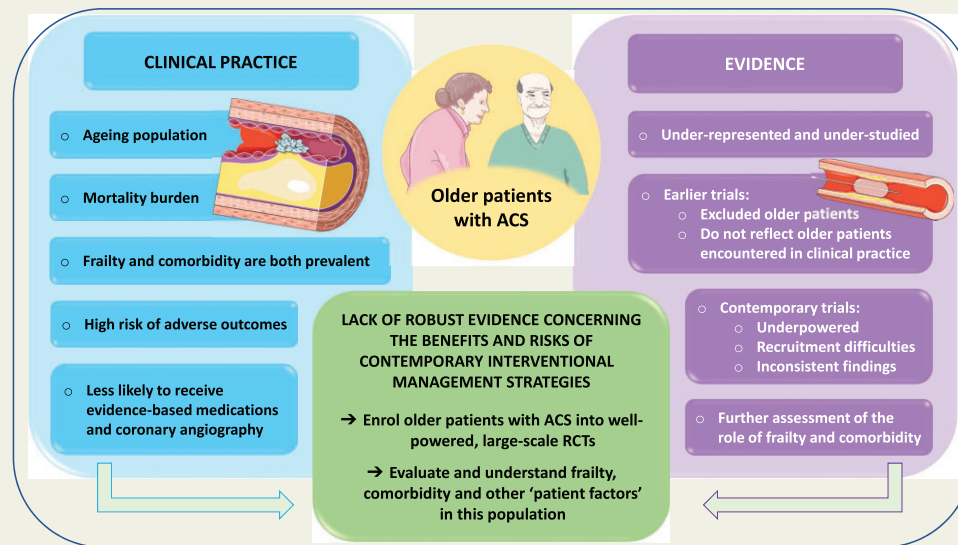 CLINICAL PRACTICE
○ Ageing population
○ Mortality burden
○ Frailty and comorbidity are both prevalent
○ High risk of adverse outcomes
○ Less likely to receive
evidence-based medications
and coronary angiography
Older patients
with ACS
EVIDENCE
○ Under-represented and under-studied
○ Earlier trials:
○ Excluded older patients
○ Do not reflect older patients
encountered in clinical practice
○ Contemporary trials:
○ Underpowered
○ Recruitment difficulties
○ Inconsistent findings
○ Further assessment of the
role of frailty and comorbidity
LACK OF ROBUST EVIDENCE CONCERNING
THE BENEFITS AND RISKS OF
CONTEMPORARY INTERVENTIONAL
MANAGEMENT STRATEGIES
➔ Enrol older patients with ACS into well-
powered, large-scale RCTs
➔ Evaluate and understand frailty,
comorbidity and other ‘patient factors’
in this population